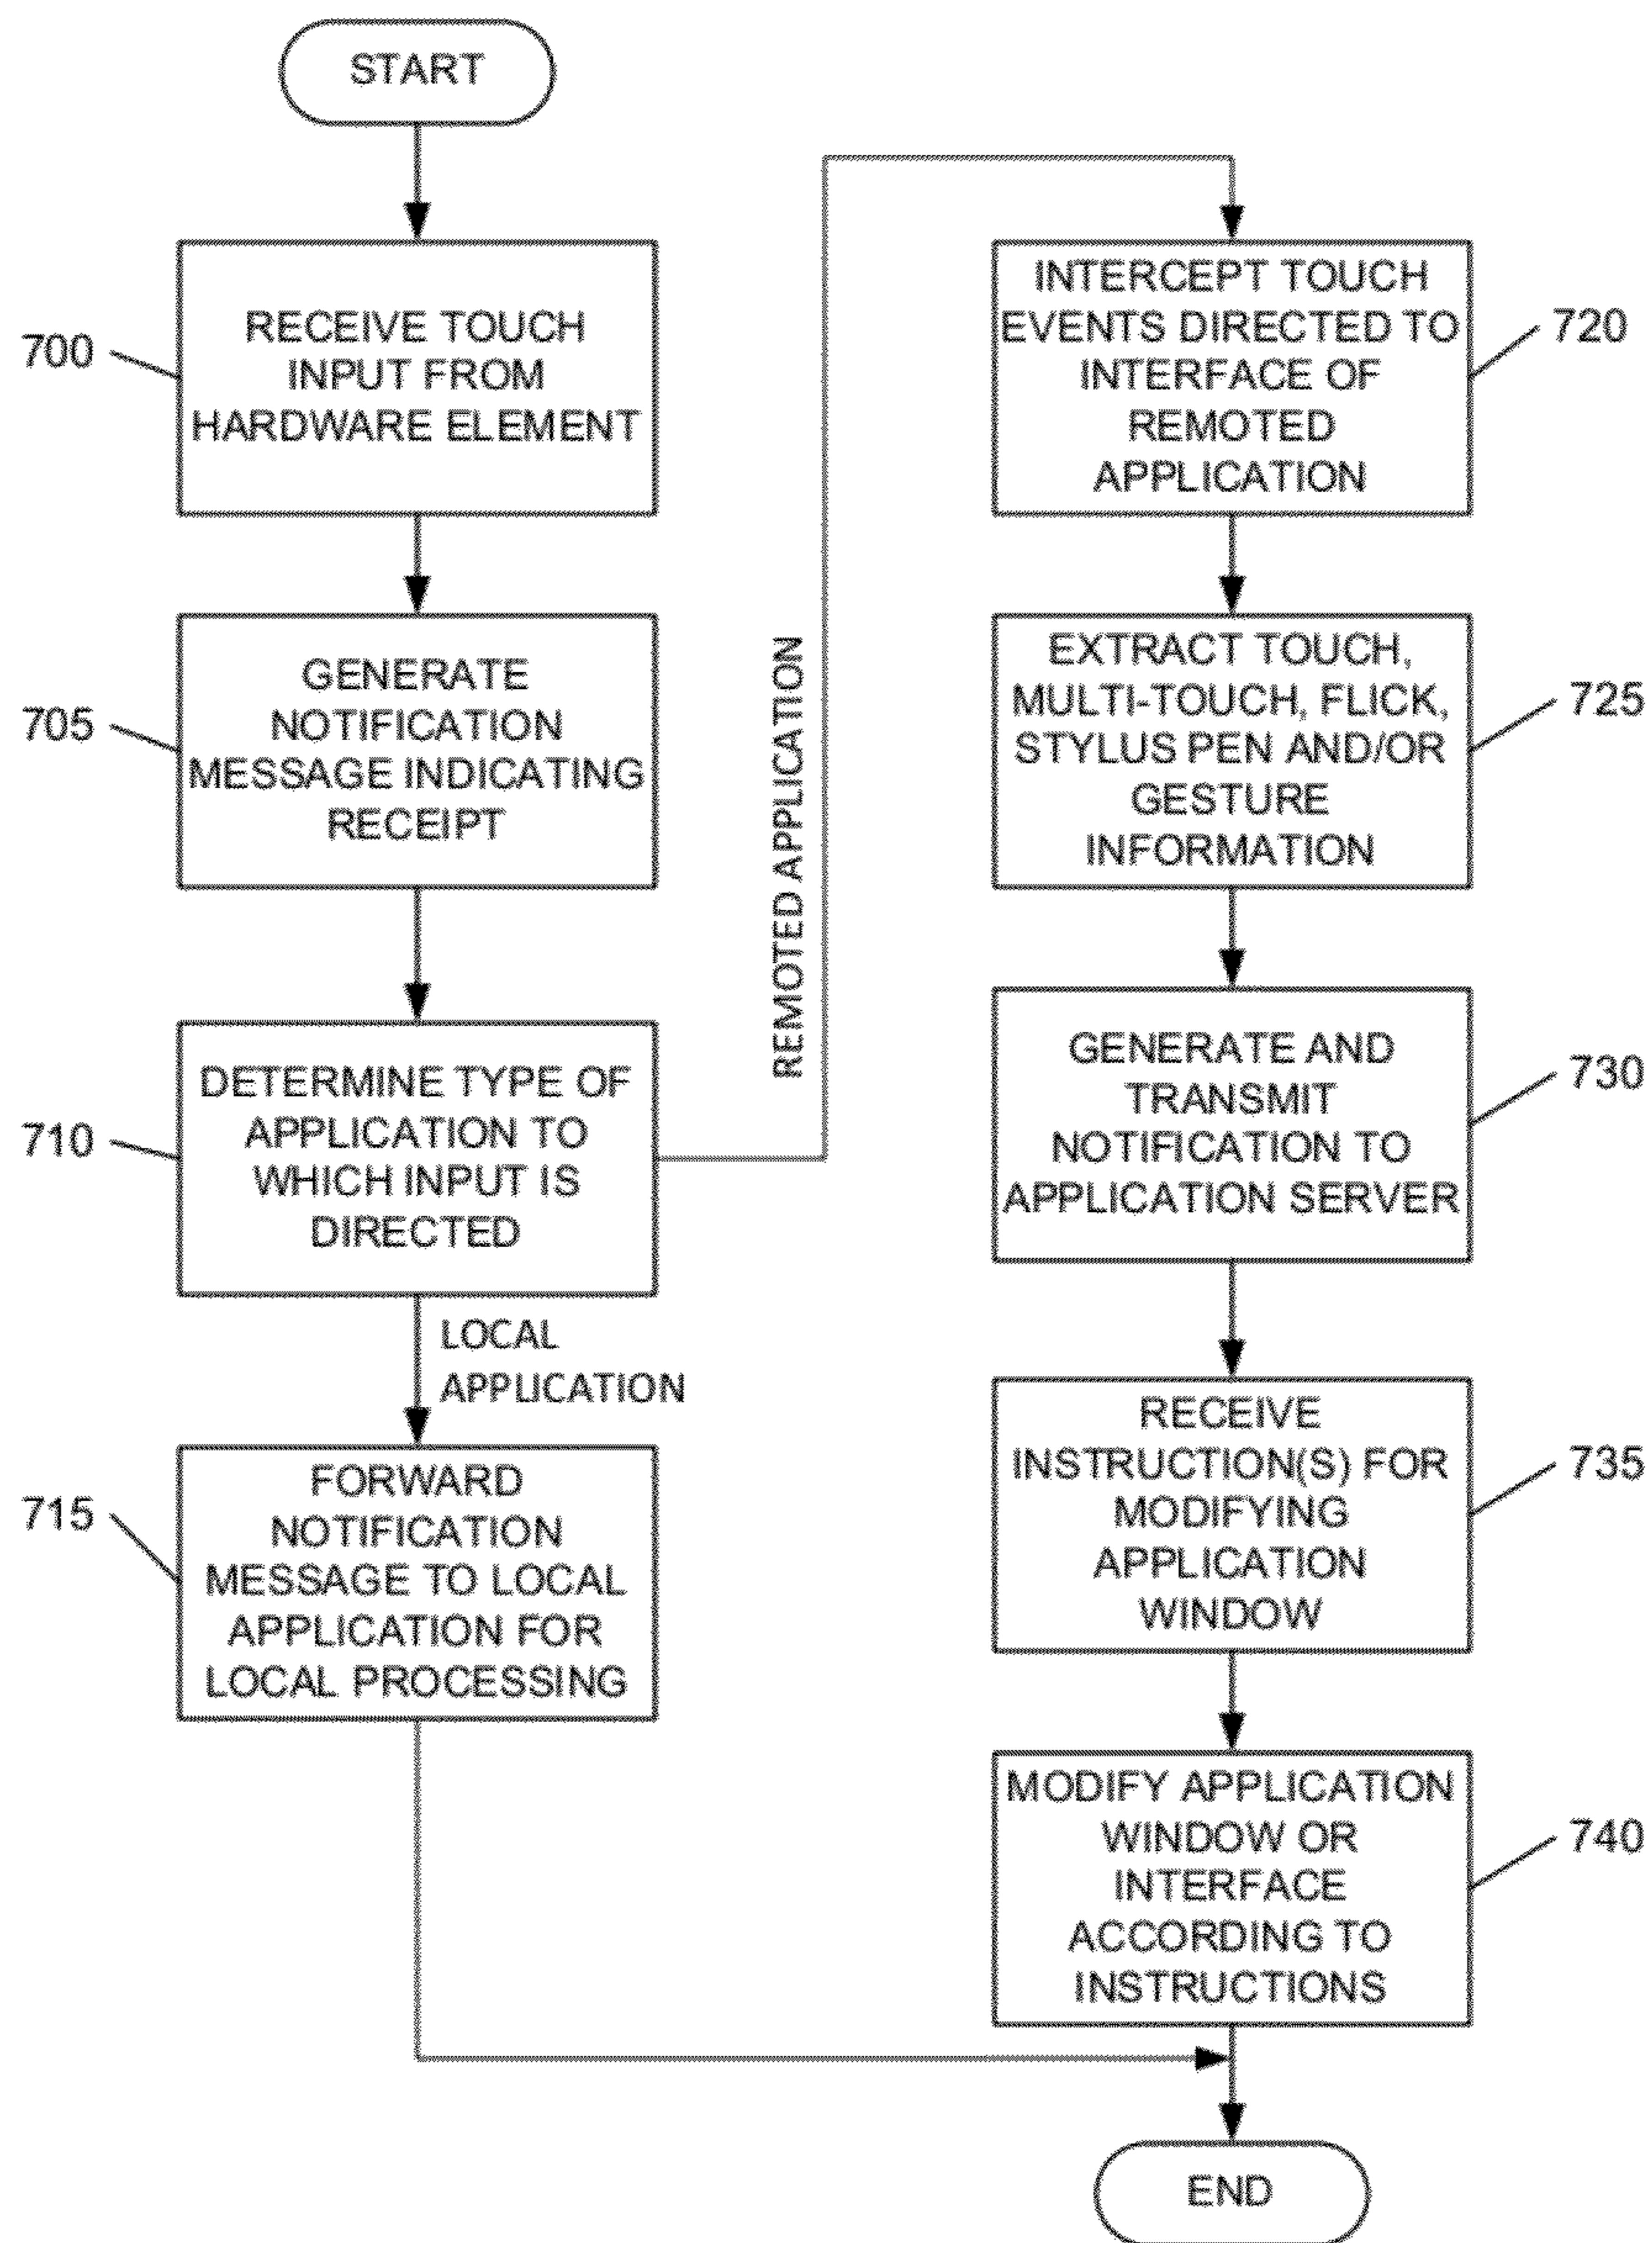 START
700
RECEIVE TOUCH
INPUT FROM
HARDWARE ELEMENT
705
GENERATE
NOTIFICATION
MESSAGE INDICATING
RECEIPT
710
DETERMINE TYPE OF
APPLICATION TO
WHICH INPUT IS
DIRECTED
LOCAL
APPLICATION
715
FORWARD
NOTIFICATION
MESSAGE TO LOCAL
APPLICATION FOR
LOCAL PROCESSING
REMOTED APPLICATION
INTERCEPT TOUCH
EVENTS DIRECTED TO
INTERFACE OF
REMOTED
APPLICATION
720
EXTRACT TOUCH,
MULTI-TOUCH, FLICK,
STYLUS PEN AND/OR
GESTURE
INFORMATION
725
GENERATE AND
TRANSMIT
NOTIFICATION TO
APPLICATION SERVER
730
RECEIVE
INSTRUCTION(S) FOR
MODIFYING
APPLICATION
WINDOW
735
MODIFY APPLICATION
WINDOW OR
INTERFACE
ACCORDING TO
INSTRUCTIONS
740
END